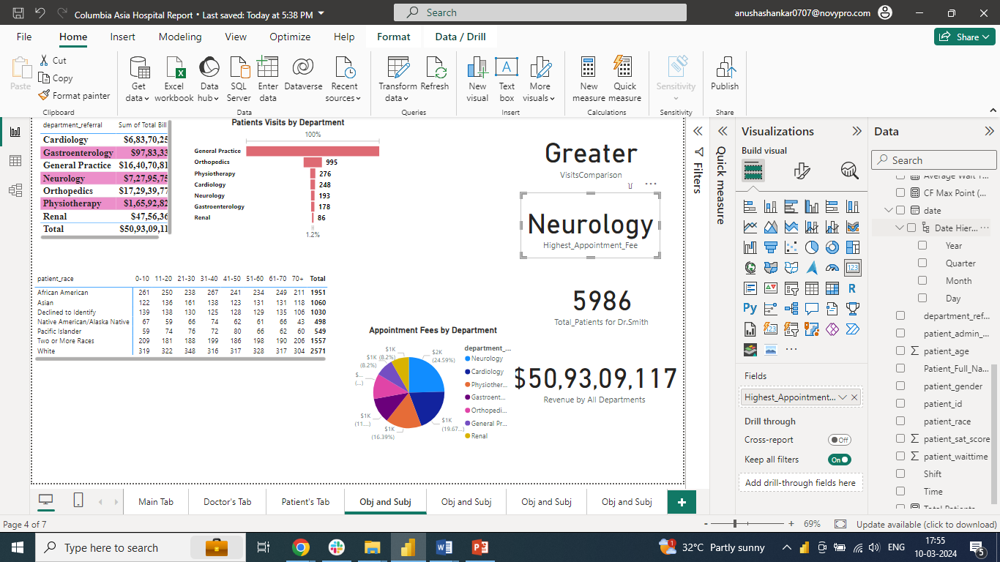 Columbia Asia Hospital Report • Last saved: Today at 5:38 PM
Search
anushashankar0707@novypro.com
File Home Insert Modeling View Optimize Help Format Data / Drill
Share
Paste
Cut
Copy
Format painter
Get data
Excel workbook
Data hub
SQL Server
Enter data
Dataverse
Recent sources
Transform data
Refresh
New visual
Text box
More visuals
New measure
Quick measure
Sensitivity
Publish
Clipboard Data Queries Insert Calculations Sensitivity Share
department_referral Sum of Total Bill
Cardiology $6,83,70,25
Gastroenterology $97,83,33
General Practice $16,40,70,81
Neurology $7,27,95,75
Orthopedics $17,29,39,77
Physiotherapy $1,65,92,82
Renal $47,56,36
Total $50,93,09,11
Patients Visits by Department
100%
General Practice
Orthopedics 995
Physiotherapy 276
Cardiology 248
Neurology 193
Gastroenterology 178
Renal 86
1.2%
Greater
VisitsComparison
Neurology
Highest_Appointment_Fee
5986
Total_Patients for Dr.Smith
$50,93,09,117
Revenue by All Departments
patient_race 0-10 11-20 21-30 31-40 41-50 51-60 61-70 70+ Total
African American 261 250 238 267 241 234 249 211 1951
Asian 122 136 161 138 123 131 131 118 1060
Declined to Identify 139 138 130 125 128 129 135 106 1030
Native American/Alaska Native 67 59 66 74 62 61 66 43 498
Pacific Islander 59 74 76 72 80 66 62 60 549
Two or More Races 209 181 188 199 186 198 190 206 1557
White 319 322 348 316 317 328 317 304 2571
Appointment Fees by Department
$2K
(24.59%)
$1K
(19.67...)
$1K
(16.39%)
$1K
(11....)
$...
(...)
$1K (8.2%)
$1K
(8.2%)
department_...
Neurology
Cardiology
Physiother...
Gastroent...
Orthopedi...
General Pr...
Renal
Filters
Quick measure
Visualizations
Build visual
123
R
Py
Fields
Highest_Appointment...
Drill through
Cross-report Off
Keep all filters On
Add drill-through fields here
Data
Search
CF Max Point (...
date
Date Hier...
Year
Quarter
Month
Day
department_ref...
patient_admin_...
patient_age
Patient_Full_Na...
patient_gender
patient_id
patient_race
patient_sat_score
patient_waittime
Shift
Time
Main Tab Doctor's Tab Patient's Tab Obj and Subj Obj and Subj Obj and Subj Obj and Subj
Page 4 of 7
69%
Update available (click to download)
Type here to search
32°C Partly sunny
ENG
17:55
10-03-2024
5